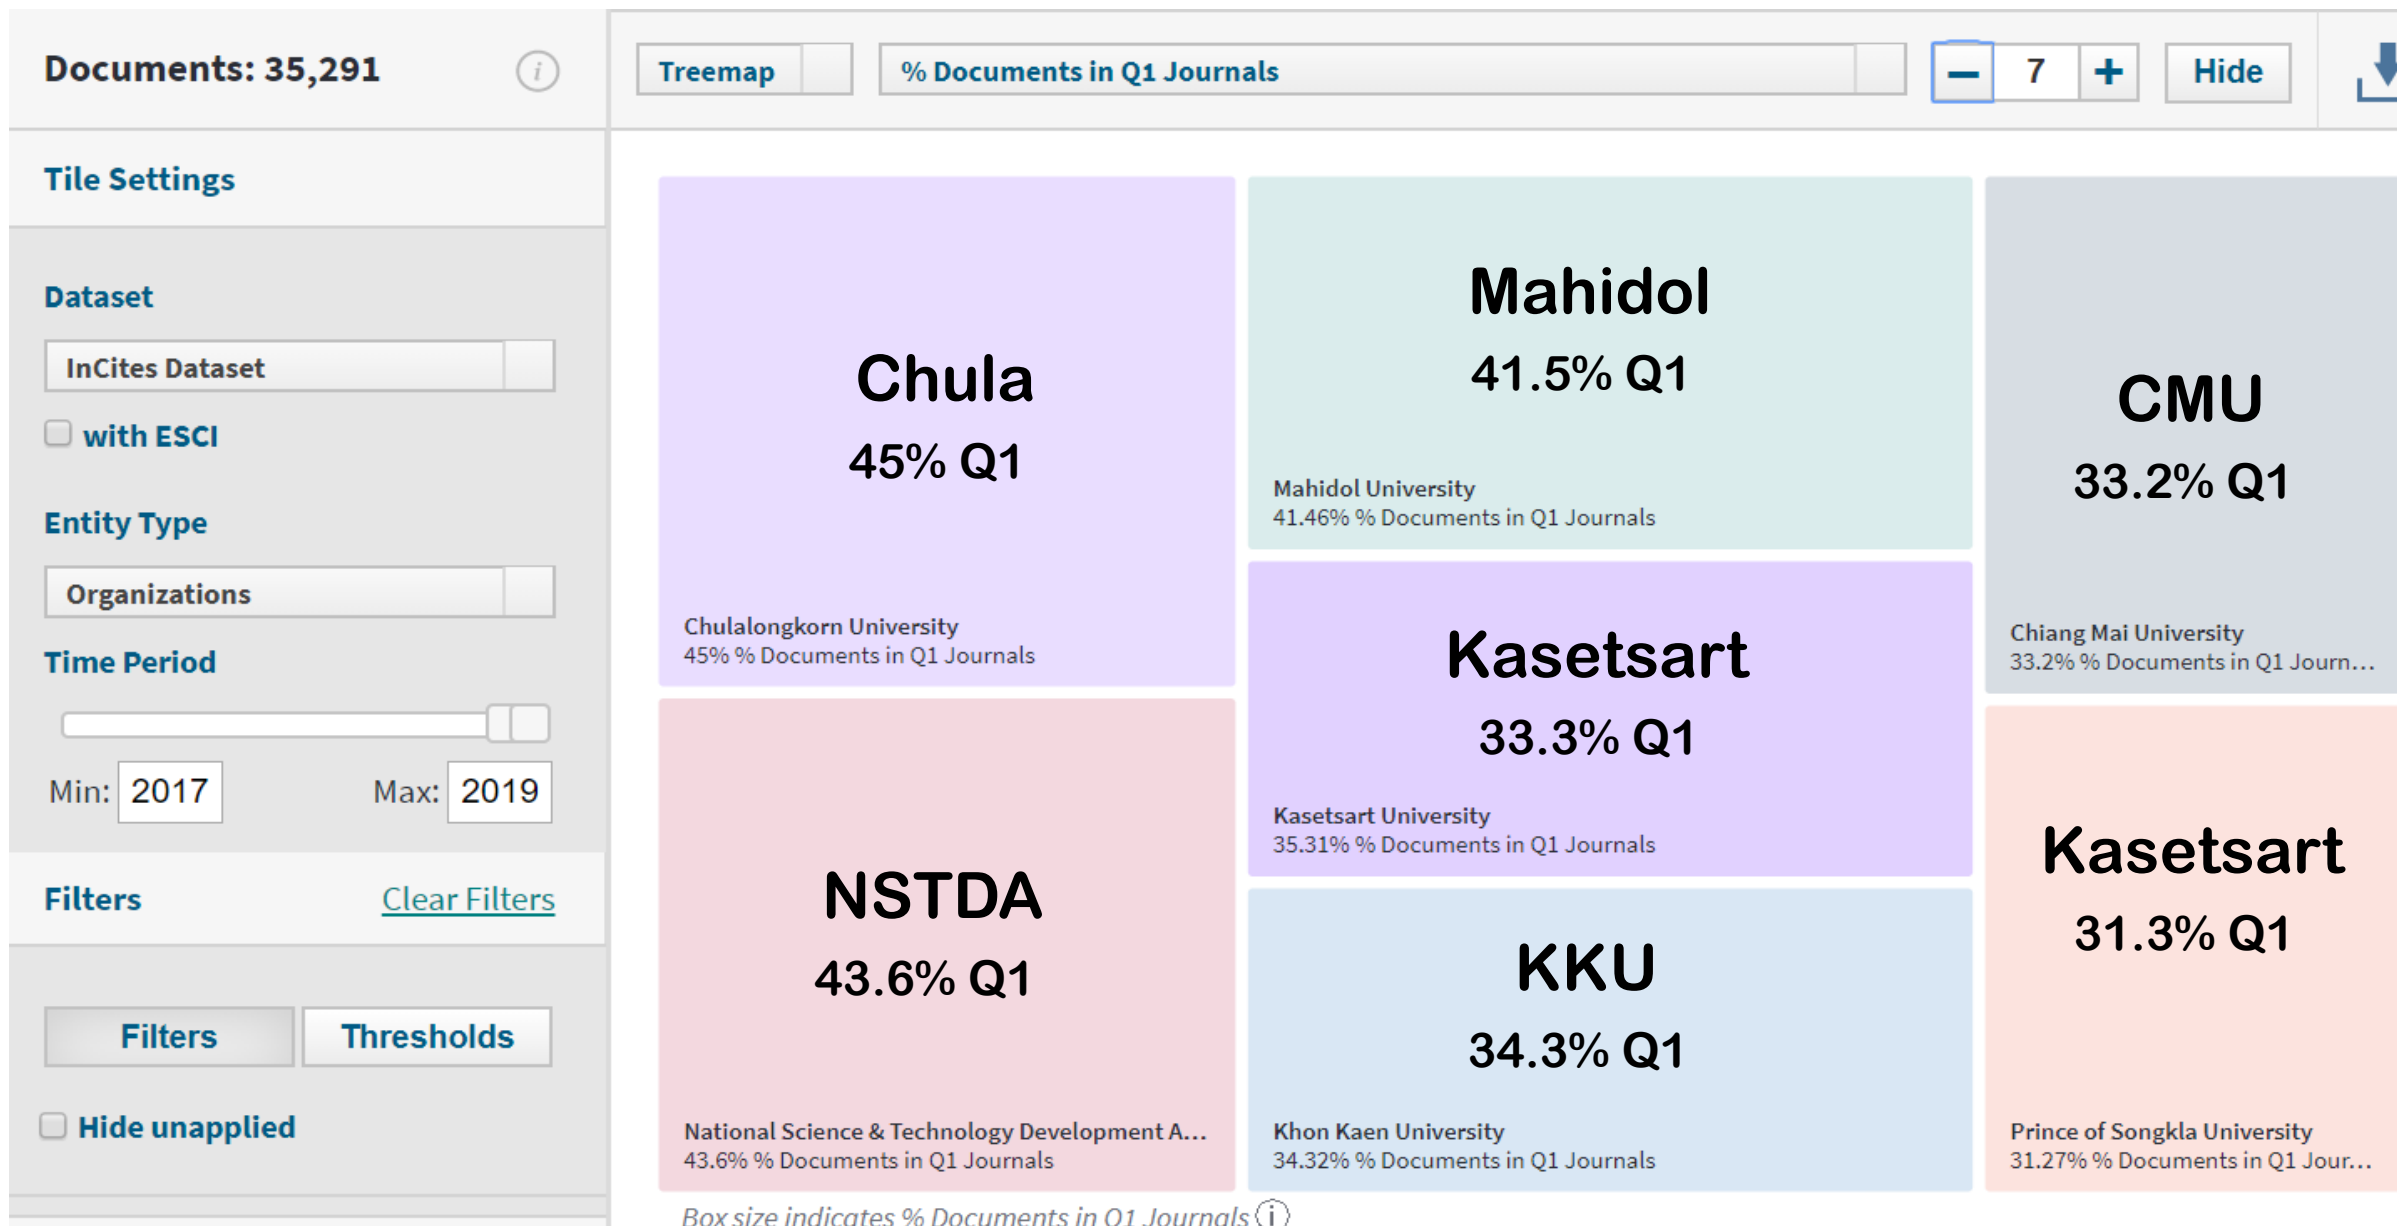 Documents: 35,291
Treemap
% Documents in Q1 Journals
7
Hide
Tile Settings
Dataset
InCites Dataset
with ESCI
Entity Type
Organizations
Time Period
Min: 2017 Max: 2019
Filters Clear Filters
Filters Thresholds
Hide unapplied
Chula
45% Q1
Chulalongkorn University
45% % Documents in Q1 Journals
NSTDA
43.6% Q1
National Science & Technology Development A...
43.6% % Documents in Q1 Journals
Mahidol
41.5% Q1
Mahidol University
41.46% % Documents in Q1 Journals
Kasetsart
33.3% Q1
Kasetsart University
35.31% % Documents in Q1 Journals
KKU
34.3% Q1
Khon Kaen University
34.32% % Documents in Q1 Journals
CMU
33.2% Q1
Chiang Mai University
33.2% % Documents in Q1 Journ...
Kasetsart
31.3% Q1
Prince of Songkla University
31.27% % Documents in Q1 Jour...
Box size indicates % Documents in Q1 Journals